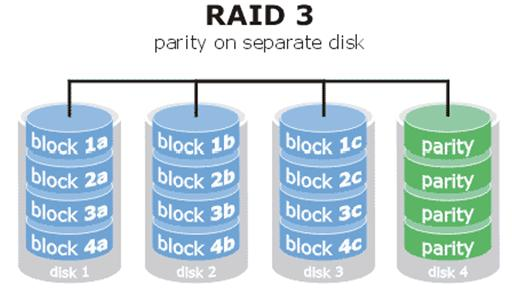 RAID 3
parity on separate disk
block 1a block 1b block 1c parity
block 2a block 2b block 2c parity
block 3a block 3b block 3c parity
block 4a block 4b block 4c parity
disk 1 disk 2 disk 3 disk 4